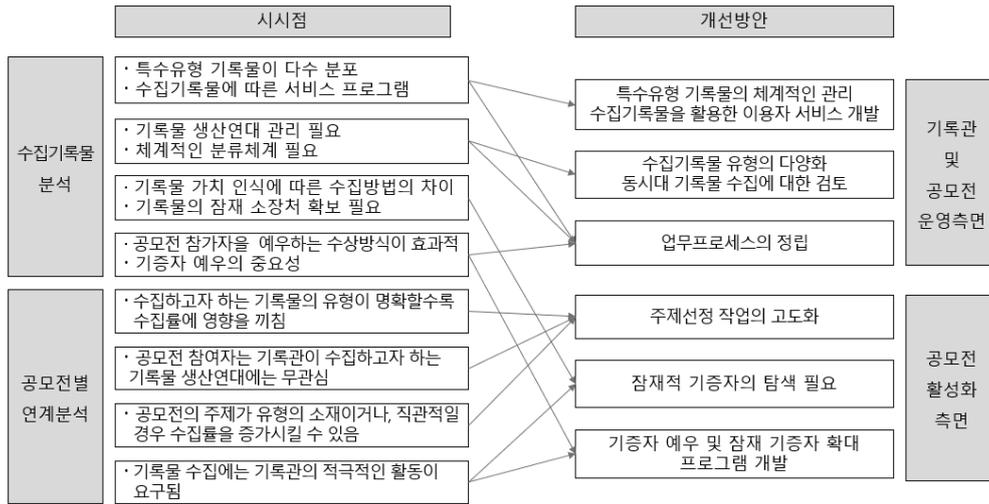 시시점
개선방안
수집기록물
분석
· 특수유형 기록물이 다수 분포
· 수집기록물에 따른 서비스 프로그램
· 기록물 생산연대 관리 필요
· 체계적인 분류체계 필요
· 기록물 가치 인식에 따른 수집방법의 차이
· 기록물의 잠재 소장처 확보 필요
· 공모전 참가자을 예우하는 수상방식이 효과적
· 기증자 예우의 중요성
공모전별
연계분석
· 수집하고자 하는 기록물의 유형이 명확할수록
수집률에 영향을 끼침
· 공모전 참여자는 기록관이 수집하고자 하는
기록물 생산연대에는 무관심
· 공모전의 주제가 유형의 소재이거나, 직관적일
경우 수집률을 증가시킬 수 있음
· 기록물 수집에는 기록관의 적극적인 활동이
요구됨
특수유형 기록물의 체계적인 관리
수집기록물을 활용한 이용자 서비스 개발
수집기록물 유형의 다양화
동시대 기록물 수집에 대한 검토
업무프로세스의 정립
기록관
및
공모전
운영측면
주제선정 작업의 고도화
잠재적 기증자의 탐색 필요
기증자 예우 및 잠재 기증자 확대
프로그램 개발
공모전
활성화
측면